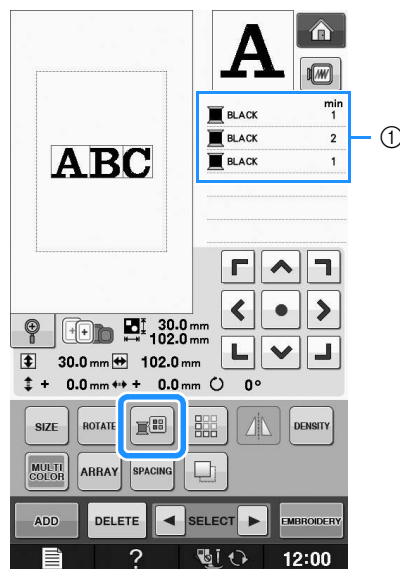 A
min
BLACK 1
BLACK 2
BLACK 1
①
ABC
30.0 mm
102.0 mm
30.0 mm 102.0 mm
+ 0.0 mm + 0.0 mm 0°
SIZE ROTATE DENSITY
MULTI COLOR ARRAY SPACING
ADD DELETE SELECT EMBROIDERY
? 12:00